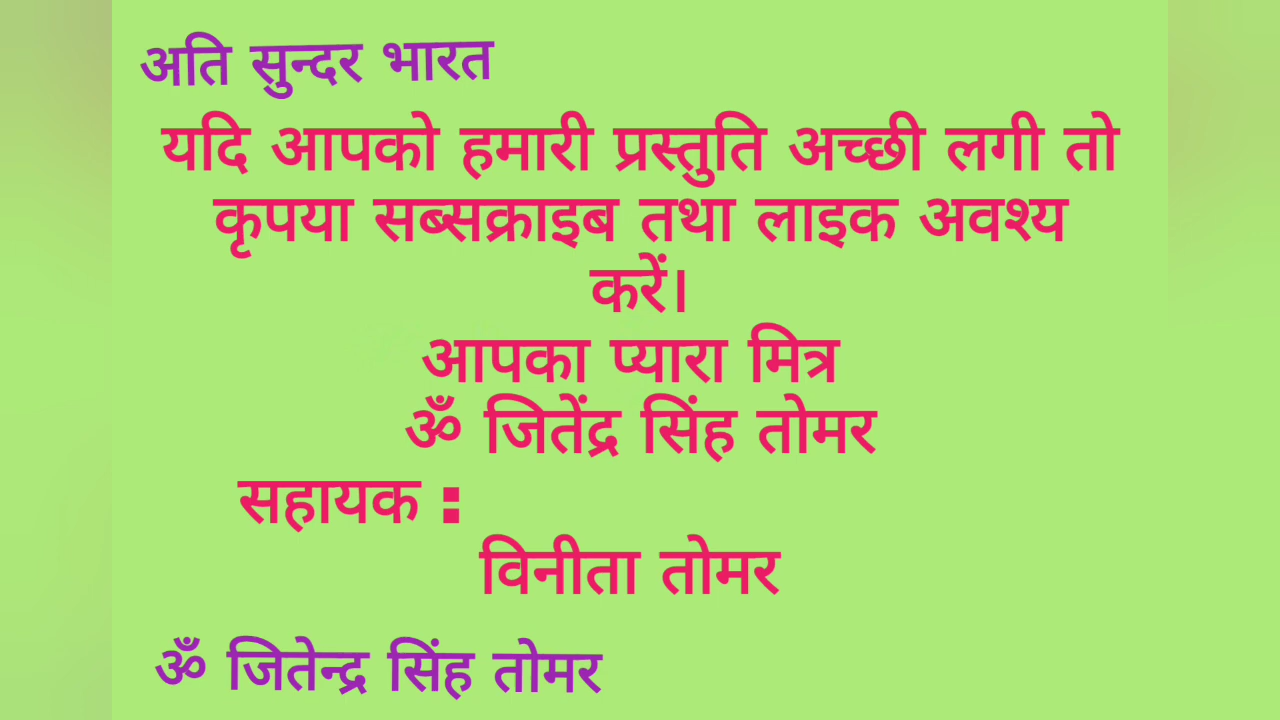 अति सुन्दर भारत
यदि आपको हमारी प्रस्तुति अच्छी लगी तो
कृपया सब्सक्राइब तथा लाइक अवश्य
करें।
आपका प्यारा मित्र
ॐ जितेंद्र सिंह तोमर
सहायक :
विनीता तोमर
ॐ जितेन्द्र सिंह तोमर